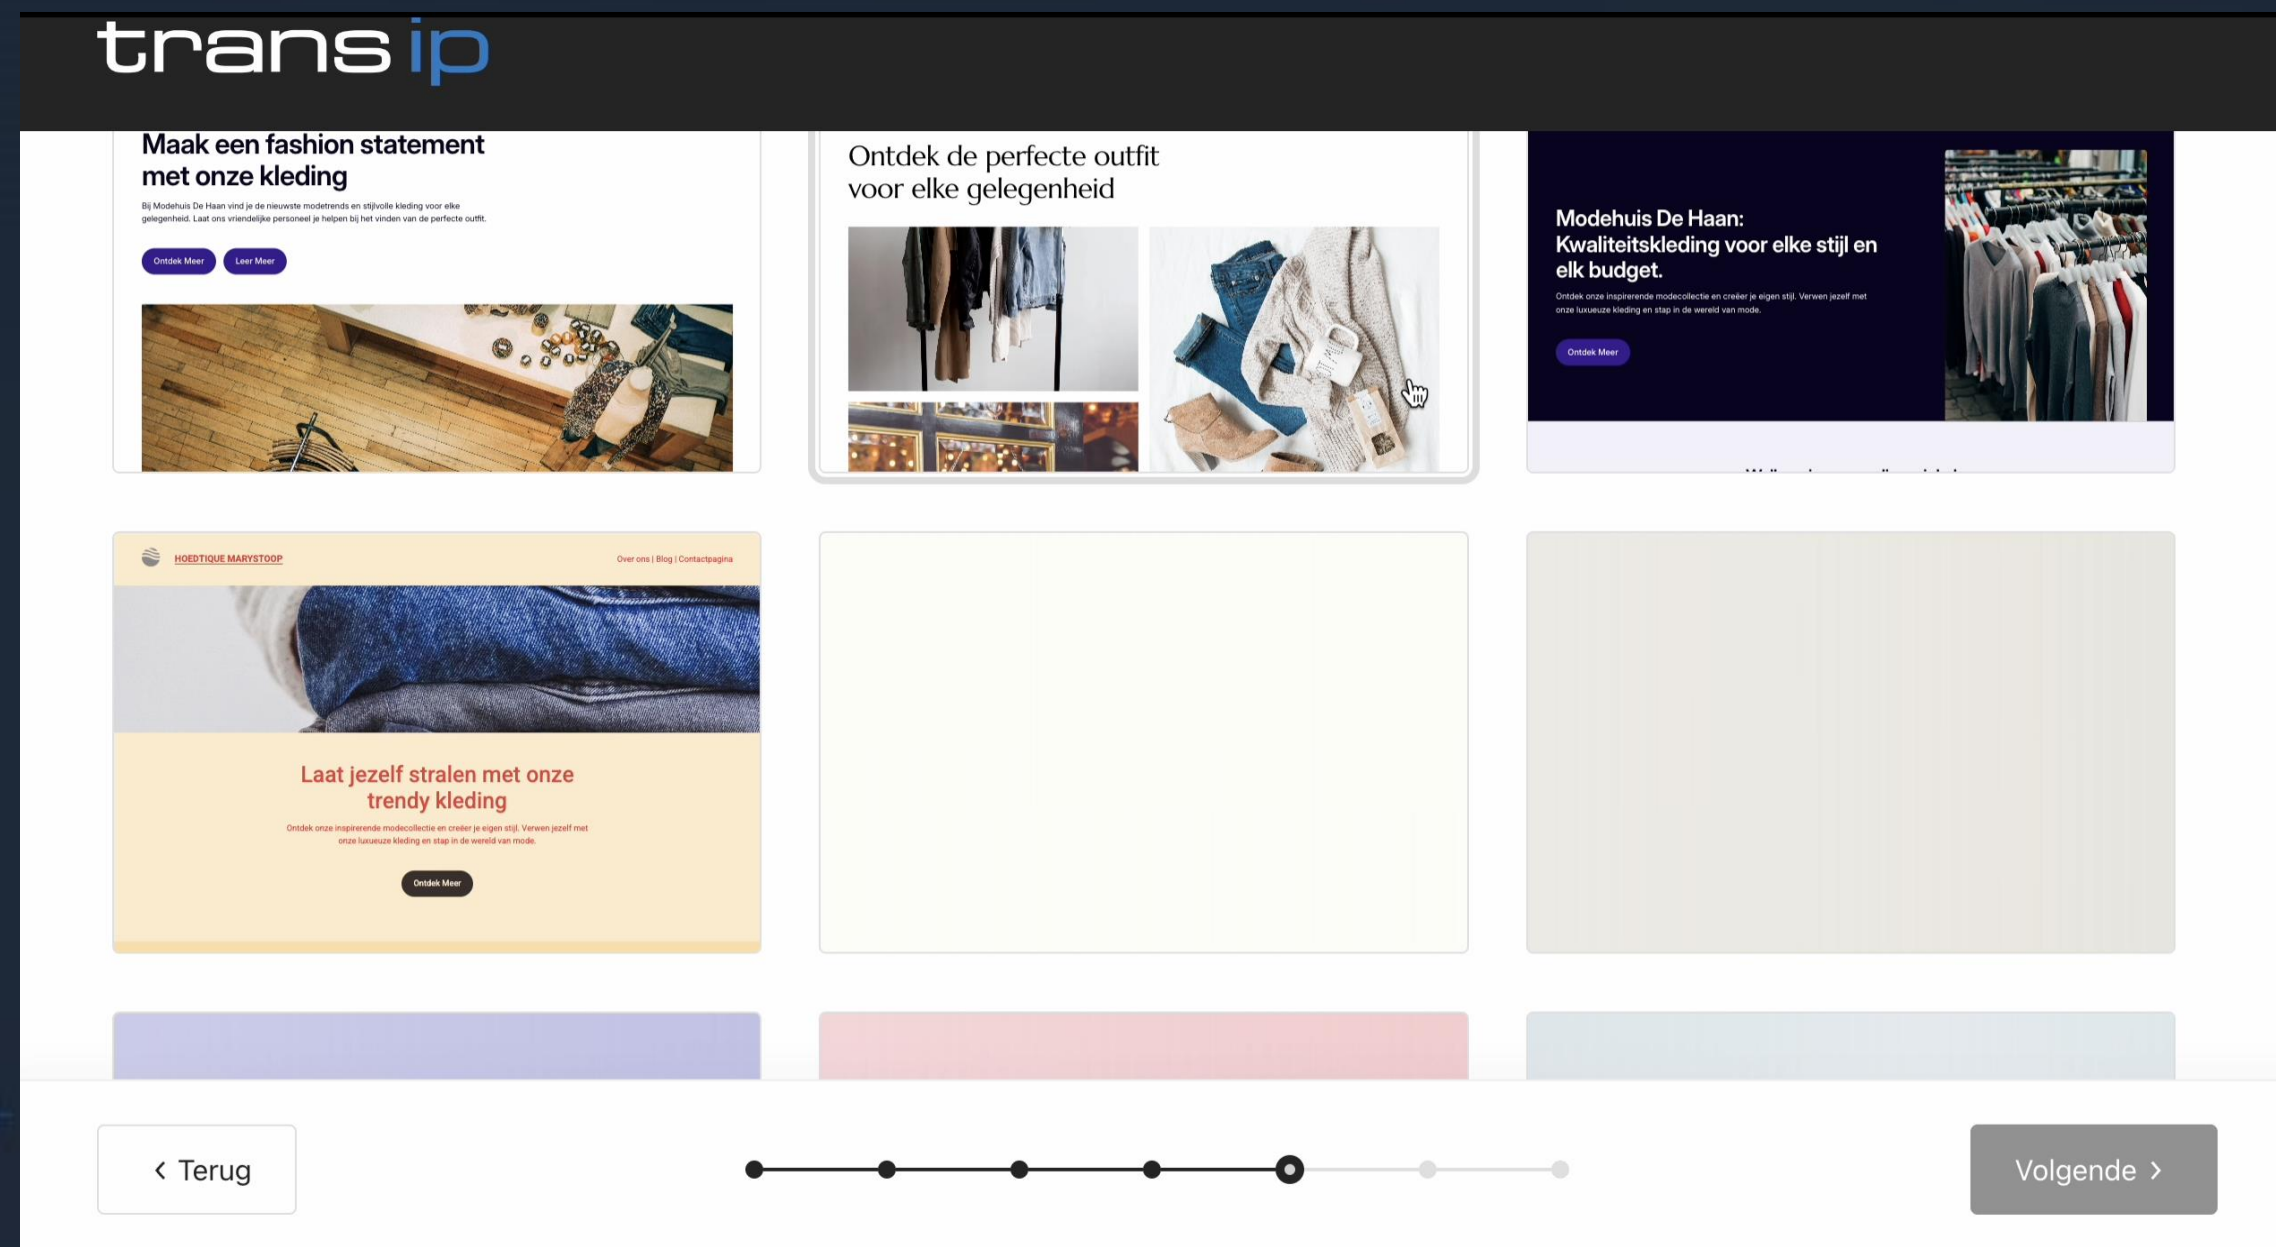 transip
Maak een fashion statement
met onze kleding
Bij Modehuis De Haan vind je de nieuwste modetrends en stijlvolle kleding voor elke
gelegenheid. Laat ons vriendelijke personeel je helpen bij het vinden van de perfecte outfit.
Ontdek Meer
Leer Meer
Ontdek de perfecte outfit
voor elke gelegenheid
Modehuis De Haan:
Kwaliteitskleding voor elke stijl en
elk budget.
Ontdek onze inspirerende modecollectie en creëer je eigen stijl. Verwen jezelf met
onze luxueuze kleding en stap in de wereld van mode.
Ontdek Meer
HOEDTIQUE MARYSTOOP
Over ons | Blog | Contactpagina
Laat jezelf stralen met onze
trendy kleding
Ontdek onze inspirerende modecollectie en creëer je eigen stijl. Verwen jezelf met
onze luxueuze kleding en stap in de wereld van mode.
Ontdek Meer
Terug
Volgende